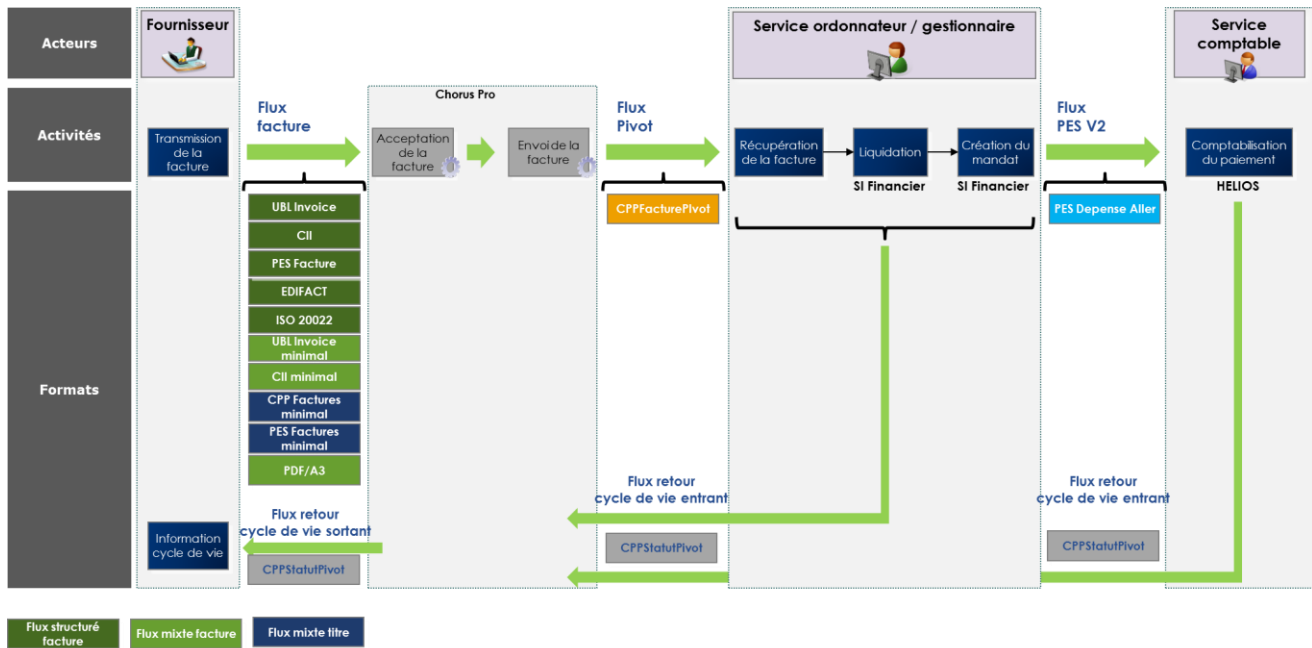 Acteurs
Fournisseur
Service ordonnateur / gestionnaire
Service
comptable
Activités
Chorus Pro
Flux
facture
Flux
Pivot
Flux
PES V2
Transmission
de la
facture
Acceptation
de la
facture
Envoi de la
facture
Récupération
de la facture
Liquidation
Création du
mandat
Comptabilisation
du paiement
SI Financier
SI Financier
HELIOS
Formats
UBL Invoice
CII
PES Facture
EDIFACT
ISO 20022
UBL Invoice
minimal
CII minimal
CPP Factures
minimal
PES Factures
minimal
PDF/A3
CPPFacturePivot
PES Depense Aller
Flux retour
cycle de vie entrant
Flux retour
cycle de vie entrant
Flux retour
cycle de vie sortant
Information
cycle de vie
CPPStatutPivot
CPPStatutPivot
CPPStatutPivot
Flux structuré
facture
Flux mixte facture
Flux mixte titre